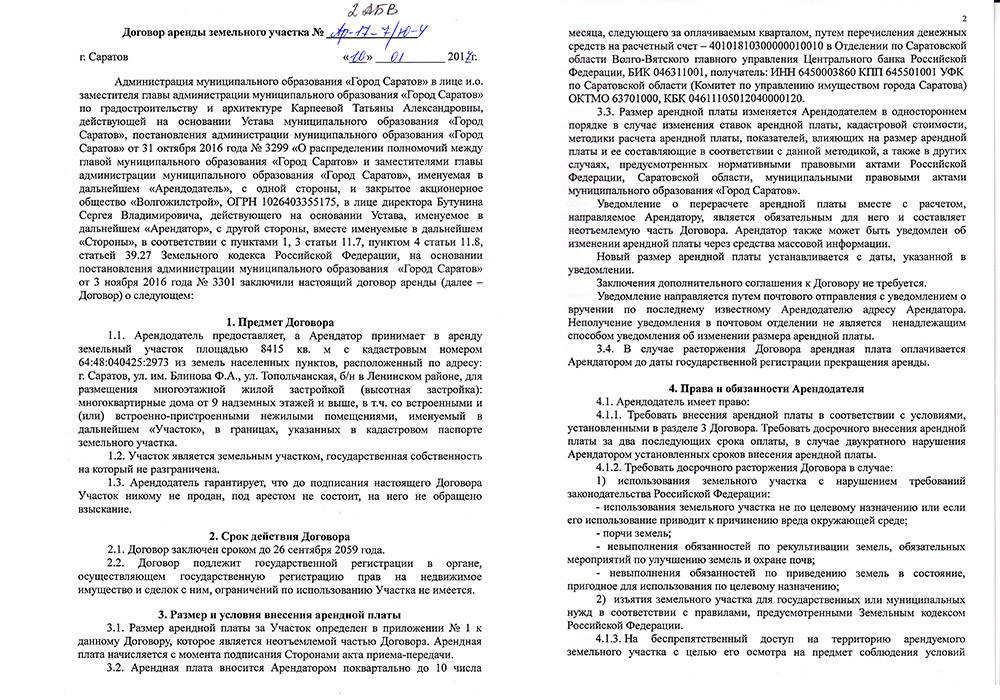 2 АБВ
Договор аренды земельного участка № Ар-17-7/Ю-4
г. Саратов «10» 01 2017г.
Администрация муниципального образования «Город Саратов» в лице и.о.
заместителя главы администрации муниципального образования «Город Саратов»
по градостроительству и архитектуре Карпеевой Татьяны Александровны,
действующей на основании Устава муниципального образования «Город
Саратов», постановления администрации муниципального образования «Город
Саратов» от 31 октября 2016 года № 3299 «О распределении полномочий между
главой муниципального образования «Город Саратов» и заместителями главы
администрации муниципального образования «Город Саратов», именуемая в
дальнейшем «Арендодатель», с одной стороны, и закрытое акционерное
общество «Волгожилстрой», ОГРН 1026403355175, в лице директора Бутунина
Сергея Владимировича, действующего на основании Устава, именуемое в
дальнейшем «Арендатор», с другой стороны, вместе именуемые в дальнейшем
«Стороны», в соответствии с пунктами 1, 3 статьи 11.7, пунктом 4 статьи 11.8,
статьей 39.27 Земельного кодекса Российской Федерации, на основании
постановления администрации муниципального образования «Город Саратов»
от 3 ноября 2016 года № 3301 заключили настоящий договор аренды (далее –
Договор) о следующем:
1. Предмет Договора
1.1. Арендодатель предоставляет, а Арендатор принимает в аренду
земельный участок площадью 8415 кв. м с кадастровым номером
64:48:040425:2973 из земель населенных пунктов, расположенный по адресу:
г. Саратов, ул. им. Блинова Ф.А., ул. Топольчанская, б/н в Ленинском районе, для
размещения многоэтажной жилой застройкой (высотная застройка):
многоквартирные дома от 9 надземных этажей и выше, в т.ч. со встроенными и
(или) встроенно-пристроенными нежилыми помещениями, именуемый в
дальнейшем «Участок», в границах, указанных в кадастровом паспорте
земельного участка.
1.2. Участок является земельным участком, государственная собственность
на который не разграничена.
1.3. Арендодатель гарантирует, что до подписания настоящего Договора
Участок никому не продан, под арестом не состоит, на него не обращено
взыскание.
2. Срок действия Договора
2.1. Договор заключен сроком до 26 сентября 2059 года.
2.2. Договор подлежит государственной регистрации в органе,
осуществляющем государственную регистрацию прав на недвижимое
имущество и сделок с ним, ограничений по использованию Участка не имеется.
3. Размер и условия внесения арендной платы
3.1. Размер арендной платы за Участок определен в приложении № 1 к
данному Договору, которое является неотъемлемой частью Договора. Арендная
плата начисляется с момента подписания Сторонами акта приема-передачи.
3.2. Арендная плата вносится Арендатором поквартально до 10 числа
2
месяца, следующего за оплачиваемым кварталом, путем перечисления денежных
средств на расчетный счет – 40101810300000010010 в Отделении по Саратовской
области Волго-Вятского главного управления Центрального банка Российской
Федерации, БИК 046311001, получатель: ИНН 6450003860 КПП 645501001 УФК
по Саратовской области (Комитет по управлению имуществом города Саратова)
ОКТМО 63701000, КБК 04611105012040000120.
3.3. Размер арендной платы изменяется Арендодателем в одностороннем
порядке в случае изменения ставок арендной платы, кадастровой стоимости,
методики расчета арендной платы, показателей, влияющих на размер арендной
платы и ее составляющие в соответствии с данной методикой, а также в других
случаях, предусмотренных нормативными правовыми актами Российской
Федерации, Саратовской области, муниципальными правовыми актами
муниципального образования «Город Саратов».
Уведомление о перерасчете арендной платы вместе с расчетом,
направляемое Арендатору, является обязательным для него и составляет
неотъемлемую часть Договора. Арендатор также может быть уведомлен об
изменении арендной платы через средства массовой информации.
Новый размер арендной платы устанавливается с даты, указанной в
уведомлении.
Заключения дополнительного соглашения к Договору не требуется.
Уведомление направляется путем почтового отправления с уведомлением о
вручении по последнему известному Арендодателю адресу Арендатора.
Неполучение уведомления в почтовом отделении не является ненадлежащим
способом уведомления об изменении размера арендной платы.
3.4. В случае расторжения Договора арендная плата оплачивается
Арендатором до даты государственной регистрации прекращения аренды.
4. Права и обязанности Арендодателя
4.1. Арендодатель имеет право:
4.1.1. Требовать внесения арендной платы в соответствии с условиями,
установленными в разделе 3 Договора. Требовать досрочного внесения арендной
платы за два последующих срока оплаты, в случае двукратного нарушения
Арендатором установленных сроков внесения арендной платы.
4.1.2. Требовать досрочного расторжения Договора в случае:
1) использования земельного участка с нарушением требований
законодательства Российской Федерации:
- использования земельного участка не по целевому назначению или если
его использование приводит к причинению вреда окружающей среде;
- порчи земель;
- невыполнения обязанностей по рекультивации земель, обязательных
мероприятий по улучшению земель и охране почв;
- невыполнения обязанностей по приведению земель в состояние,
пригодное для использования по целевому назначению;
2) изъятия земельного участка для государственных или муниципальных
нужд в соответствии с правилами, предусмотренными Земельным кодексом
Российской Федерации.
4.1.3. На беспрепятственный доступ на территорию арендуемого
земельного участка с целью его осмотра на предмет соблюдения условий